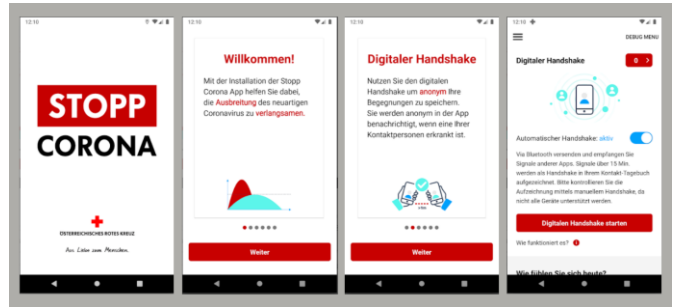 12:10
STOPP
CORONA
ÖSTERREICHISCHES ROTES KREUZ
Aus Liebe zum Menschen.
12:10
Willkommen!
Mit der Installation der Stopp
Corona App helfen Sie dabei,
die Ausbreitung des neuartigen
Coronavirus zu verlangsamen.
Weiter
12:10
Digitaler Handshake
Nutzen Sie den digitalen
Handshake um anonym Ihre
Begegnungen zu speichern.
Sie werden anonym in der App
benachrichtigt, wenn eine Ihrer
Kontaktpersonen erkrankt ist.
Weiter
12:10
DEBUG MENU
Digitaler Handshake
0
Automatischer Handshake: aktiv
Via Bluetooth versenden und empfangen Sie
Signale anderer Apps. Signale über 15 Min.
werden als Handshake in Ihrem Kontakt-Tagebuch
aufgezeichnet. Bitte kontrollieren Sie die
Aufzeichnung mittels manuellem Handshake, da
nicht alle Geräte unterstützt werden.
Digitalen Handshake starten
Wie funktioniert es?
Wie fühlen Sie sich heute?